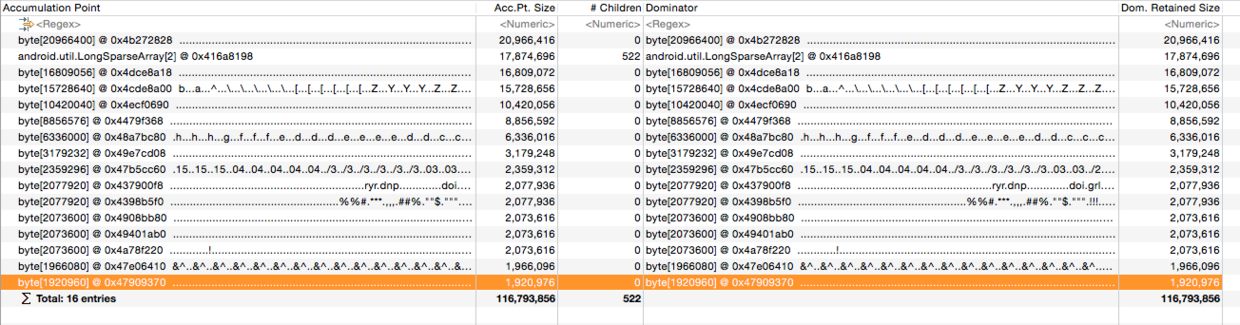 Accumulation Point Acc.Pt. Size # Children Dominator Dom. Retained Size
<Regex> <Numeric> <Numeric> <Regex> <Numeric>
byte[20966400] @ 0x4b272828 20,966,416 0 byte[20966400] @ 0x4b272828 20,966,416
android.util.LongSparseArray[2] @ 0x416a8198 17,874,696 522 android.util.LongSparseArray[2] @ 0x416a8198 17,874,696
byte[16809056] @ 0x4dce8a18 16,809,072 0 byte[16809056] @ 0x4dce8a18 16,809,072
byte[15728640] @ 0x4cde8a00 b...a...^...\...\...\...\...[...[...[...[...[...Z...Y...Y...Y...Z...Z... 15,728,656 0 byte[15728640] @ 0x4cde8a00 b...a...^...\...\...\...\...[...[...[...[...[...Z...Y...Y...Y...Z...Z... 15,728,656
byte[10420040] @ 0x4ecf0690 10,420,056 0 byte[10420040] @ 0x4ecf0690 10,420,056
byte[8856576] @ 0x4479f368 8,856,592 0 byte[8856576] @ 0x4479f368 8,856,592
byte[6336000] @ 0x48a7bc80 .h...h...h...g...f...f...f...e...d...d...e...e...e...e...d...d...c...c... 6,336,016 0 byte[6336000] @ 0x48a7bc80 .h...h...h...g...f...f...f...e...d...d...e...e...e...e...d...d...c...c...c... 6,336,016
byte[3179232] @ 0x49e7cd08 3,179,248 0 byte[3179232] @ 0x49e7cd08 3,179,248
byte[2359296] @ 0x47b5cc60 .15..15..15..04..04..04..04../3../3../3../3../3../3..03..03... 2,359,312 0 byte[2359296] @ 0x47b5cc60 .15..15..15..04..04..04..04../3../3../3../3../3../3..03..03../2... 2,359,312
byte[2077920] @ 0x437900f8 ryr.dnp...........doi.... 2,077,936 0 byte[2077920] @ 0x437900f8 ryr.dnp...........doi.grl.... 2,077,936
byte[2077920] @ 0x4398b5f0 %%#.***.,,,.##%.""$."""... 2,077,936 0 byte[2077920] @ 0x4398b5f0 %%#.***.,,,.##%.""$.""".!!!... 2,077,936
byte[2073600] @ 0x4908bb80 2,073,616 0 byte[2073600] @ 0x4908bb80 2,073,616
byte[2073600] @ 0x49401ab0 2,073,616 0 byte[2073600] @ 0x49401ab0 2,073,616
byte[2073600] @ 0x4a78f220 ! 2,073,616 0 byte[2073600] @ 0x4a78f220 ! 2,073,616
byte[1966080] @ 0x47e06410 &^..&^..&^..&^..&^..&^..&^..&^..&^..&^..&^..&^..&^..&^..&^... 1,966,096 0 byte[1966080] @ 0x47e06410 &^..&^..&^..&^..&^..&^..&^..&^..&^..&^..&^..&^..&^..&^..&^..... 1,966,096
byte[1920960] @ 0x47909370 1,920,976 0 byte[1920960] @ 0x47909370 1,920,976
∑ Total: 16 entries 116,793,856 522 116,793,856